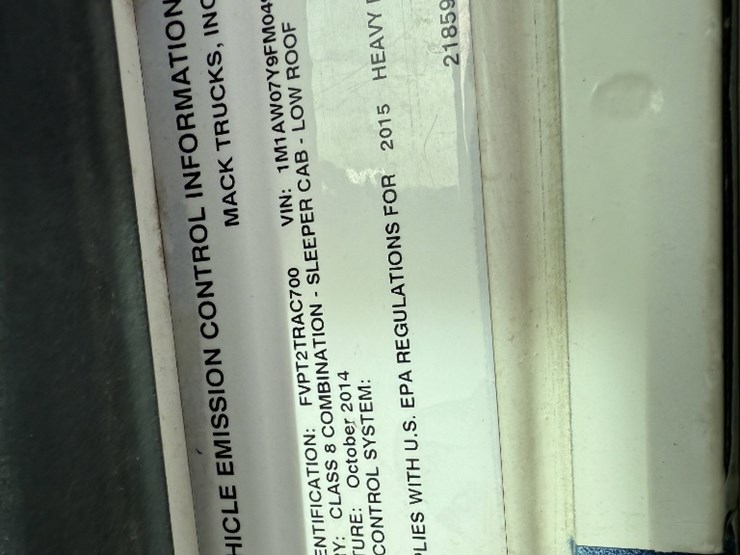 HICLE EMISSION CONTROL INFORMATION
MACK TRUCKS, INC
ENTIFICATION: FVPT2TRAC700 VIN: 1M1AW07Y9FM04
Y: CLASS 8 COMBINATION - SLEEPER CAB - LOW ROOF
TURE: October 2014
CONTROL SYSTEM:
PLIES WITH U.S. EPA REGULATIONS FOR 2015 HEAVY
21859